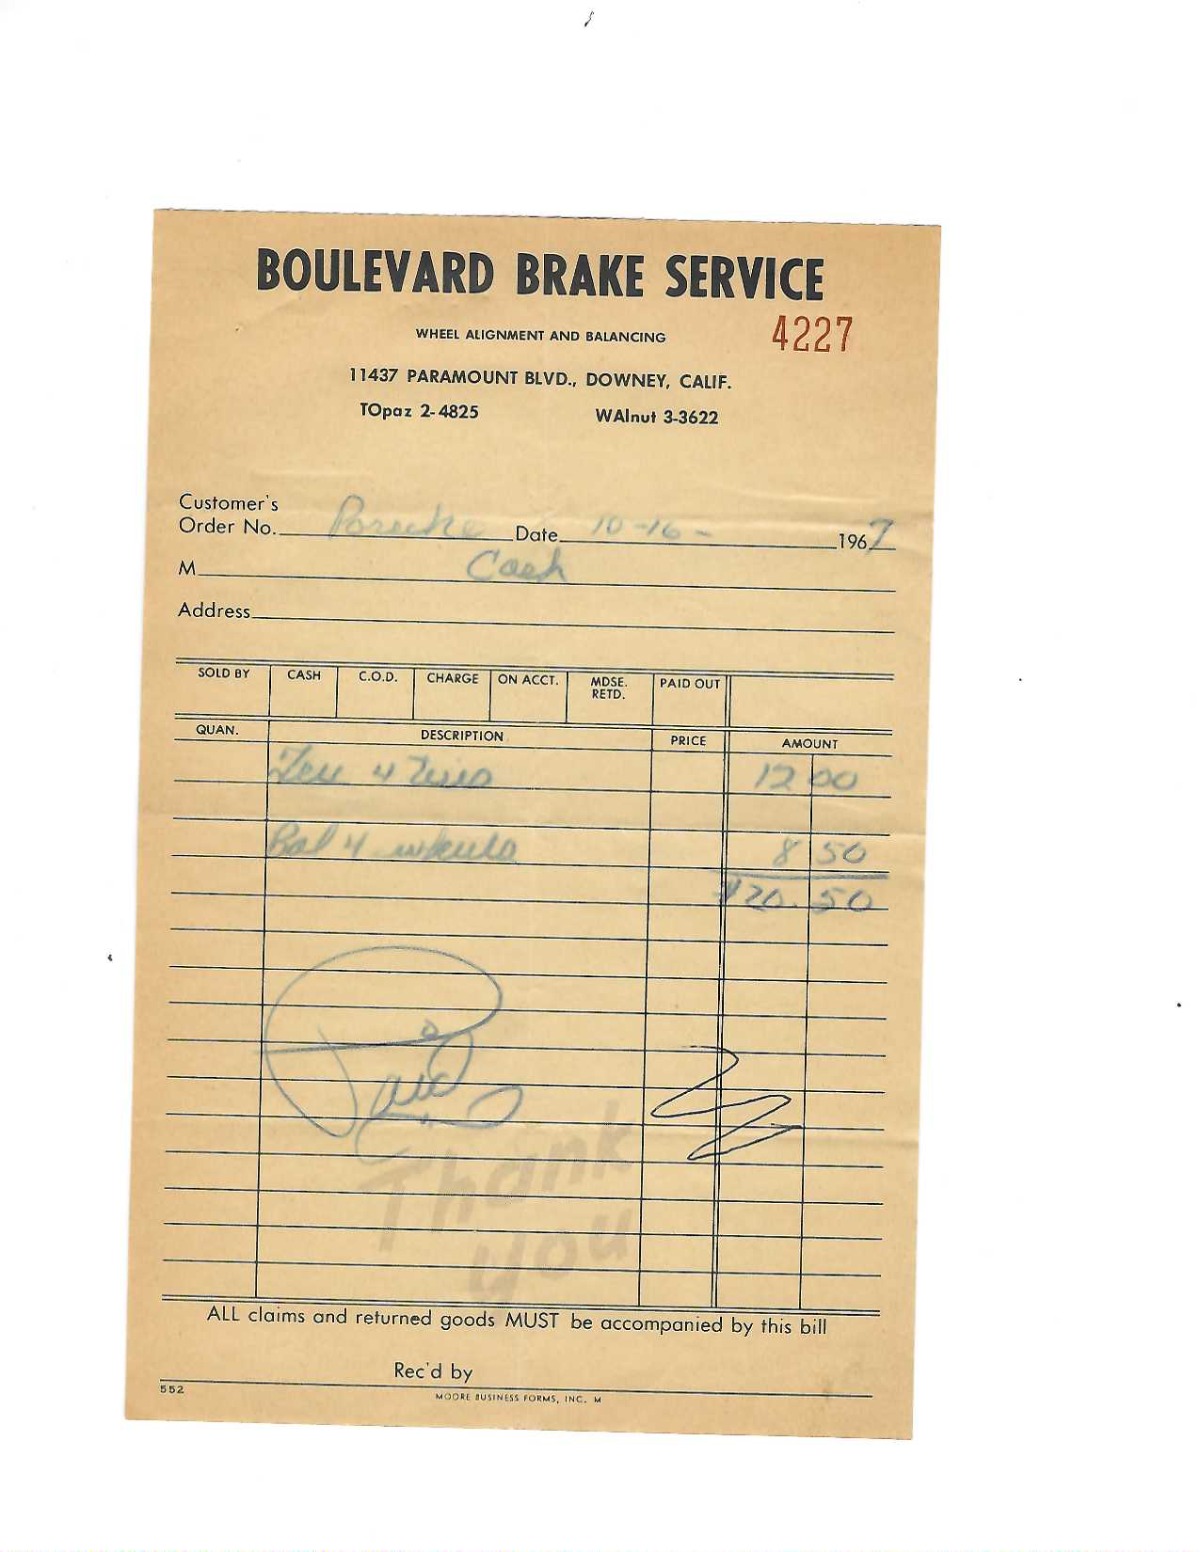 BOULEVARD BRAKE SERVICE
WHEEL ALIGNMENT AND BALANCING
4227
11437 PARAMOUNT BLVD., DOWNEY, CALIF.
TOpaz 2-4825 WAlnut 3-3622
Customer's
Order No. Porsche Date 10-16- 1967
M Cash
Address
SOLD BY CASH C.O.D. CHARGE ON ACCT. MDSE. RETD. PAID OUT
QUAN. DESCRIPTION PRICE AMOUNT
4 12 00
Bal 4 wheels 8 50
$20.50
Paid
Thank
you
ALL claims and returned goods MUST be accompanied by this bill
Rec'd by
552
MOORE BUSINESS FORMS, INC. M